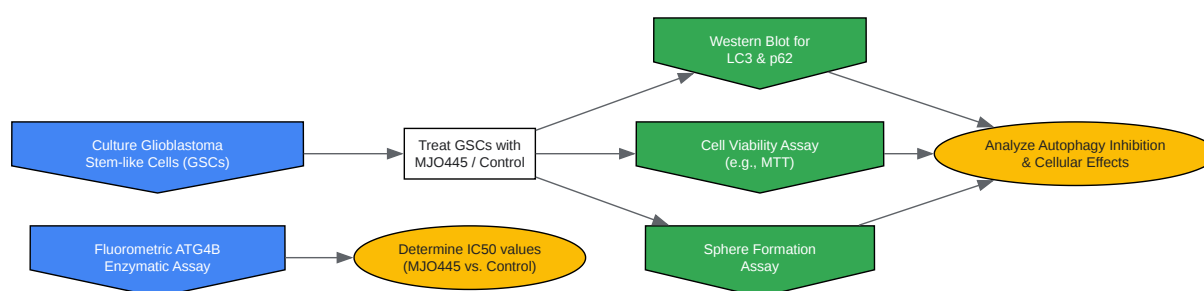 Western Blot for
LC3 & p62
Culture Glioblastoma
Stem-like Cells (GSCs)
Treat GSCs with
MJO445 / Control
Cell Viability Assay
(e.g., MTT)
Analyze Autophagy Inhibition
& Cellular Effects
Fluorometric ATG4B
Enzymatic Assay
Determine IC50 values
(MJO445 vs. Control)
Sphere Formation
Assay